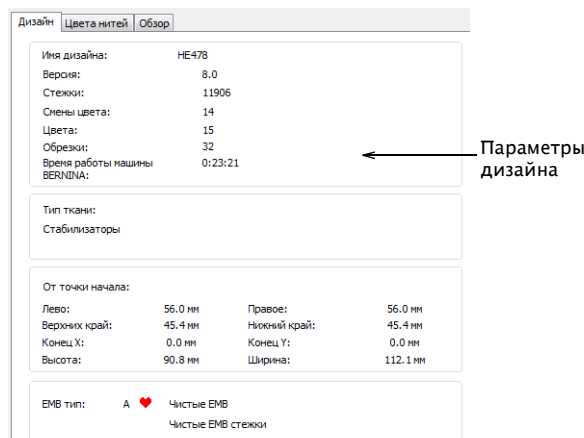 Дизайн Цвета нитей Обзор
Имя дизайна: HE478
Версия: 8.0
Стежки: 11906
Смены цвета: 14
Цвета: 15
Обрезки: 32
Время работы машины 0:23:21
BERNINA:
Параметры
дизайна
Тип ткани:
Стабилизаторы
От точки начала:
Лево: 56.0 мм Правое: 56.0 мм
Верхних край: 45.4 мм Нижний край: 45.4 мм
Конец X: 0.0 мм Конец Y: 0.0 мм
Высота: 90.8 мм Ширина: 112.1 мм
EMB тип: A Чистые EMB
Чистые EMB стежки